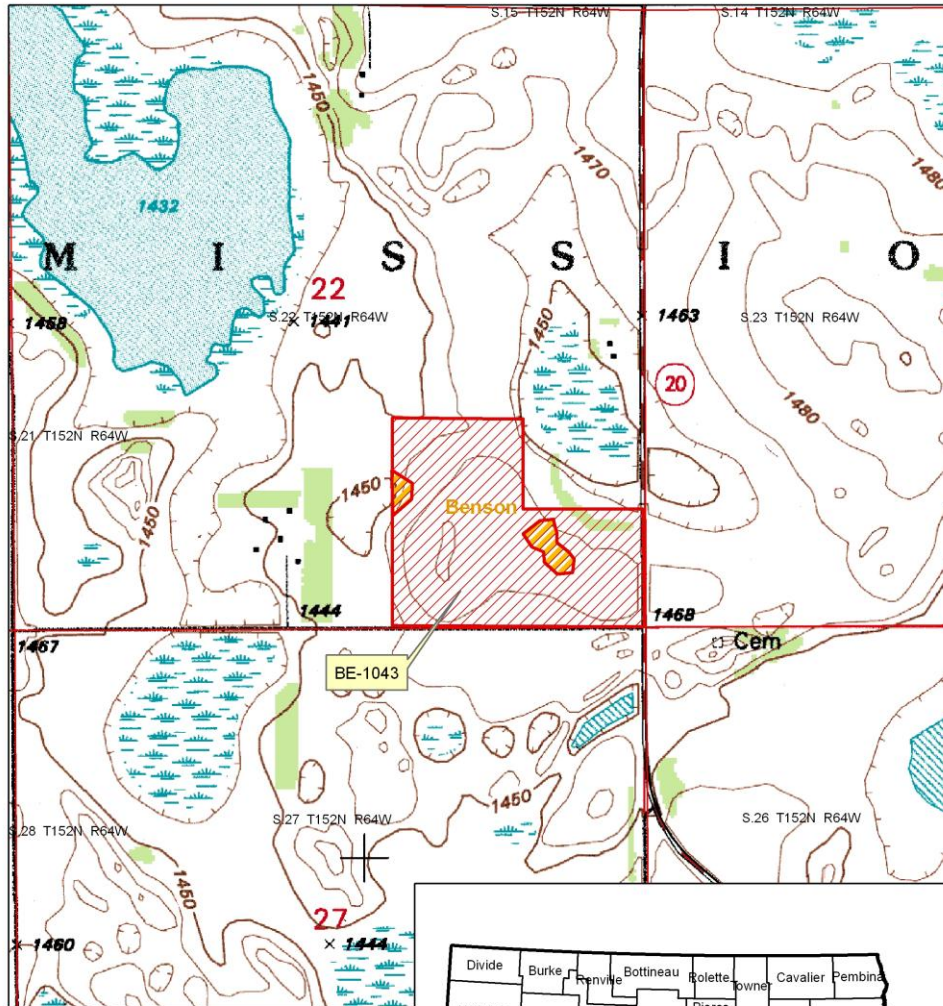 S.15 T152N R64W
S.14 T152N R64W
1450
1470
1480
1432
M I S S I O
22
S.22 T152N R64W
1441
1458
1463
S.23 T152N R64W
1450
20
1480
S.21 T152N R64W
1450
1450
Benson
1444
1468
1467
Cem
BE-1043
1450
S.28 T152N R64W
S.27 T152N R64W
S.26 T152N R64W
1450
27
1460
1444
Divide
Burke
Renville
Bottineau
Rolette
Towner
Cavalier
Pembina